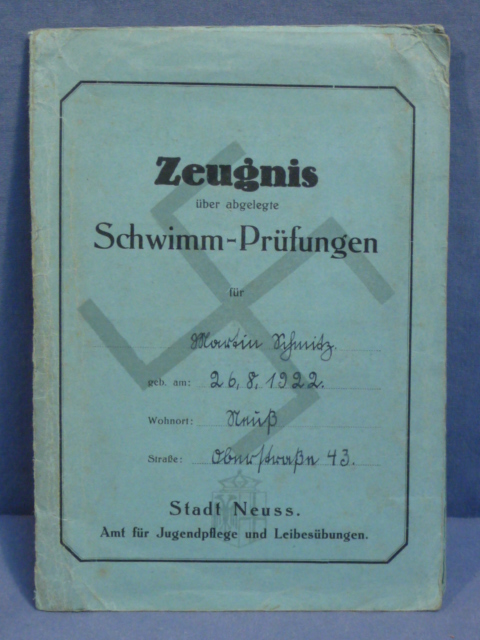 Zeugnis
über abgelegte
Schwimm-Prüfungen
für
Martin Schmitz.
geb. am: 26. 8. 1922.
Wohnort: Neuß
Straße: Oberstraße 43.
Stadt Neuss.
Amt für Jugendpflege und Leibesübungen.